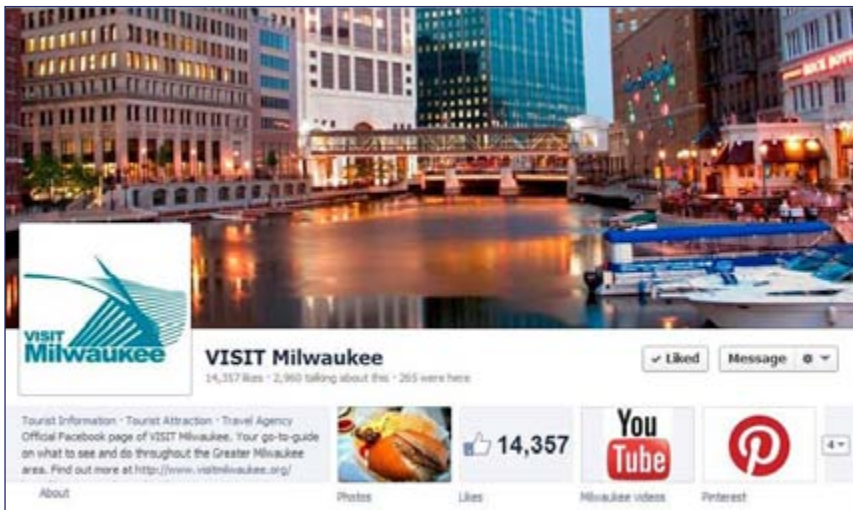 ROCK BOTTOM
VISIT
Milwaukee
VISIT Milwaukee
14,357 likes · 2,960 talking about this · 265 were here
✓ Liked
Message
Tourist Information · Tourist Attraction · Travel Agency
Official Facebook page of VISIT Milwaukee. Your go-to-guide
on what to see and do throughout the Greater Milwaukee
area. Find out more at http://www.visitmilwaukee.org/
About
Photos
14,357
Likes
You
Tube
Milwaukee videos
Pinterest
4